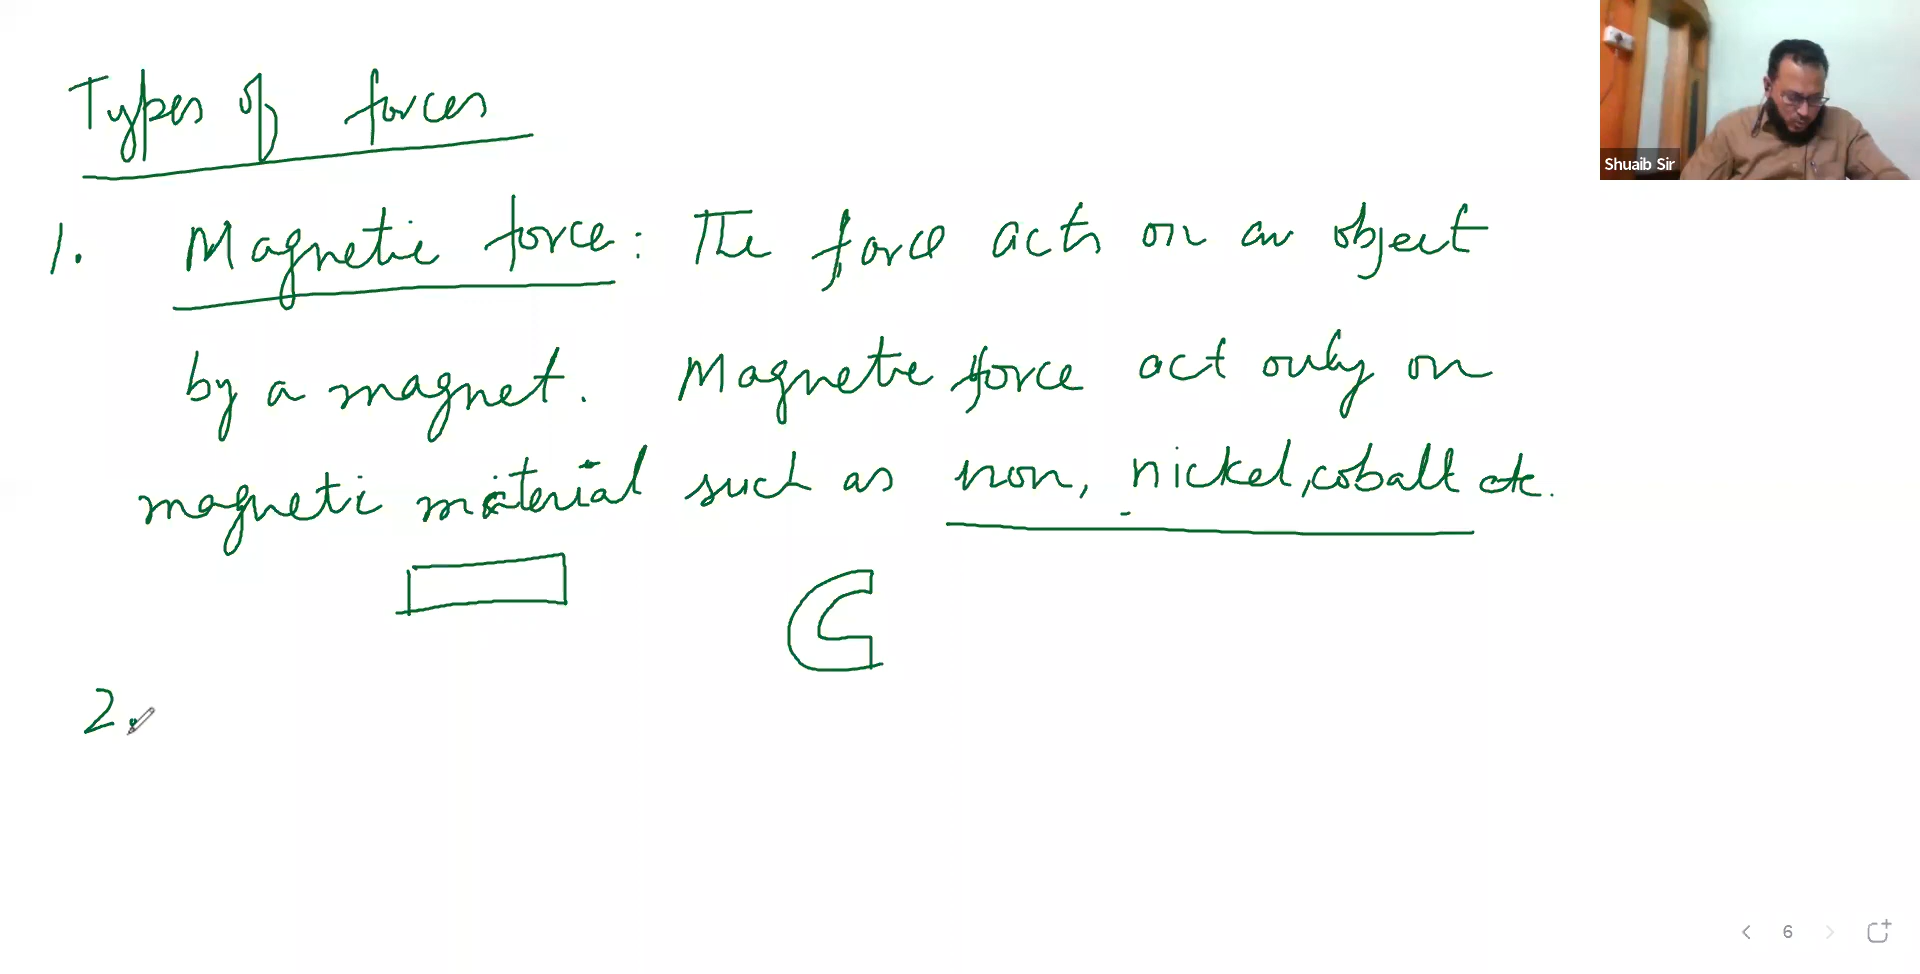 Types of forces
1. Magnetic force: The force acts on an object
by a magnet. Magnetic force act only on
magnetic material such as iron, nickel, cobalt etc.
2.
Shuaib Sir
6